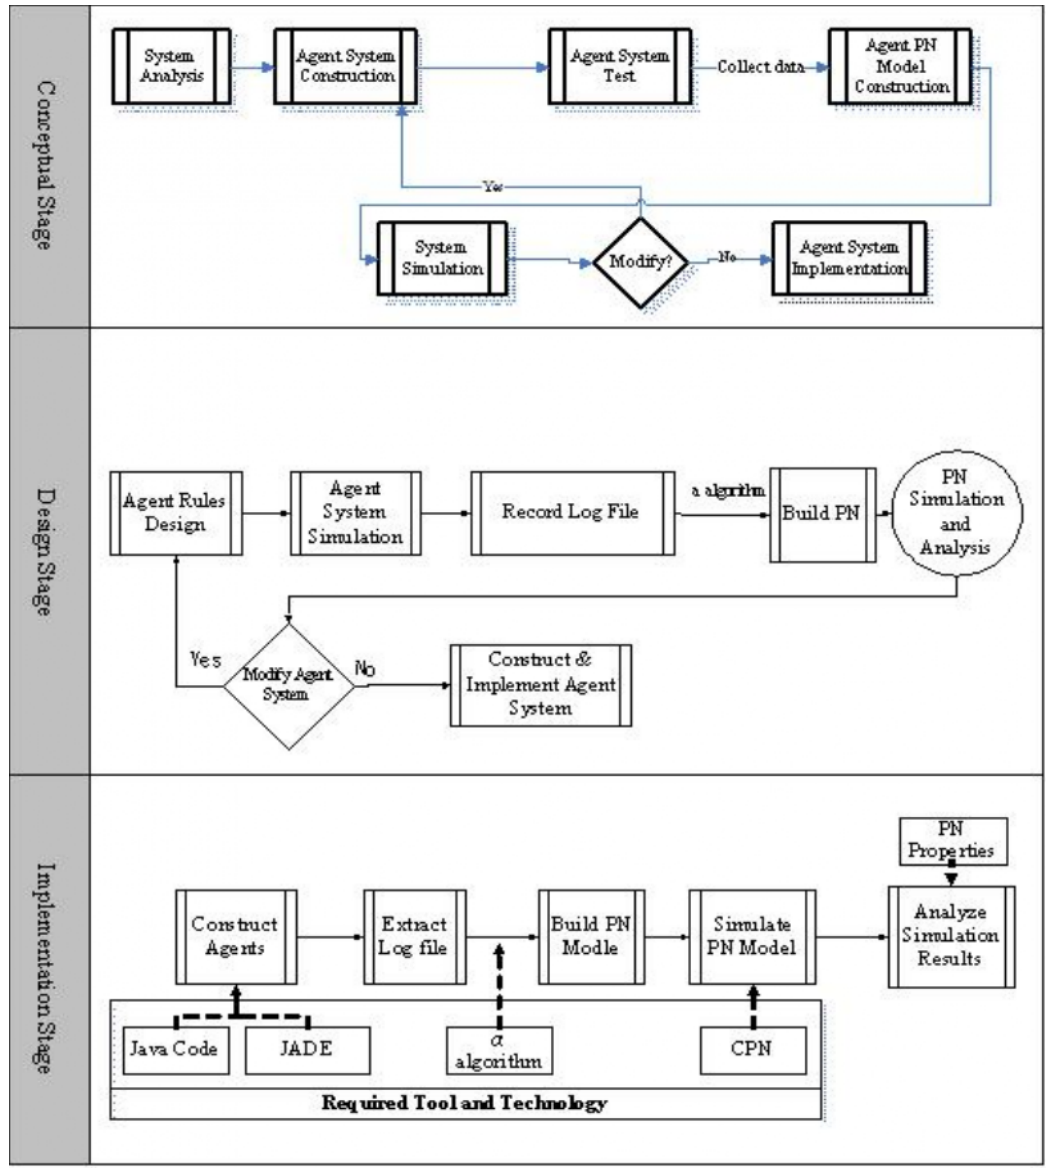 Conceptual Stage
System
Analysis
Agent System
Construction
Agent System
Test
Collect data
Agent PN
Model
Construction
Yes
System
Simulation
Modify?
No
Agent System
Implementation
Design Stage
Agent Rules
Design
Agent
System
Simulation
Record Log File
a algorithm
Build PN
PN
Simulation
and
Analysis
Yes
Modify Agent
System
No
Construct &
Implement Agent
System
Implementation Stage
PN
Properties
Construct
Agents
Extract
Log file
Build PN
Modle
Simulate
PN Model
Analyze
Simulation
Results
Java Code
JADE
α
algorithm
CPN
Required Tool and Technology